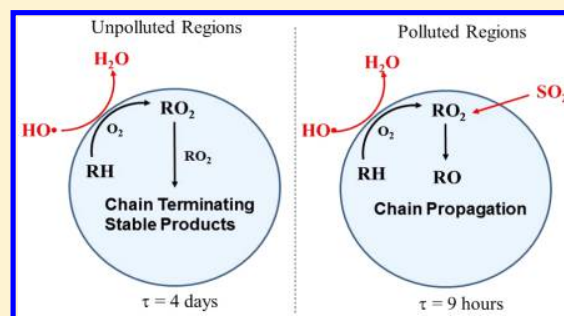 Unpolluted Regions
H₂O
HO•
O₂
RO₂
RO₂
RH
Chain Terminating
Stable Products
τ = 4 days
Polluted Regions
H₂O
SO₂
HO•
O₂
RO₂
RH
RO
Chain Propagation
τ = 9 hours